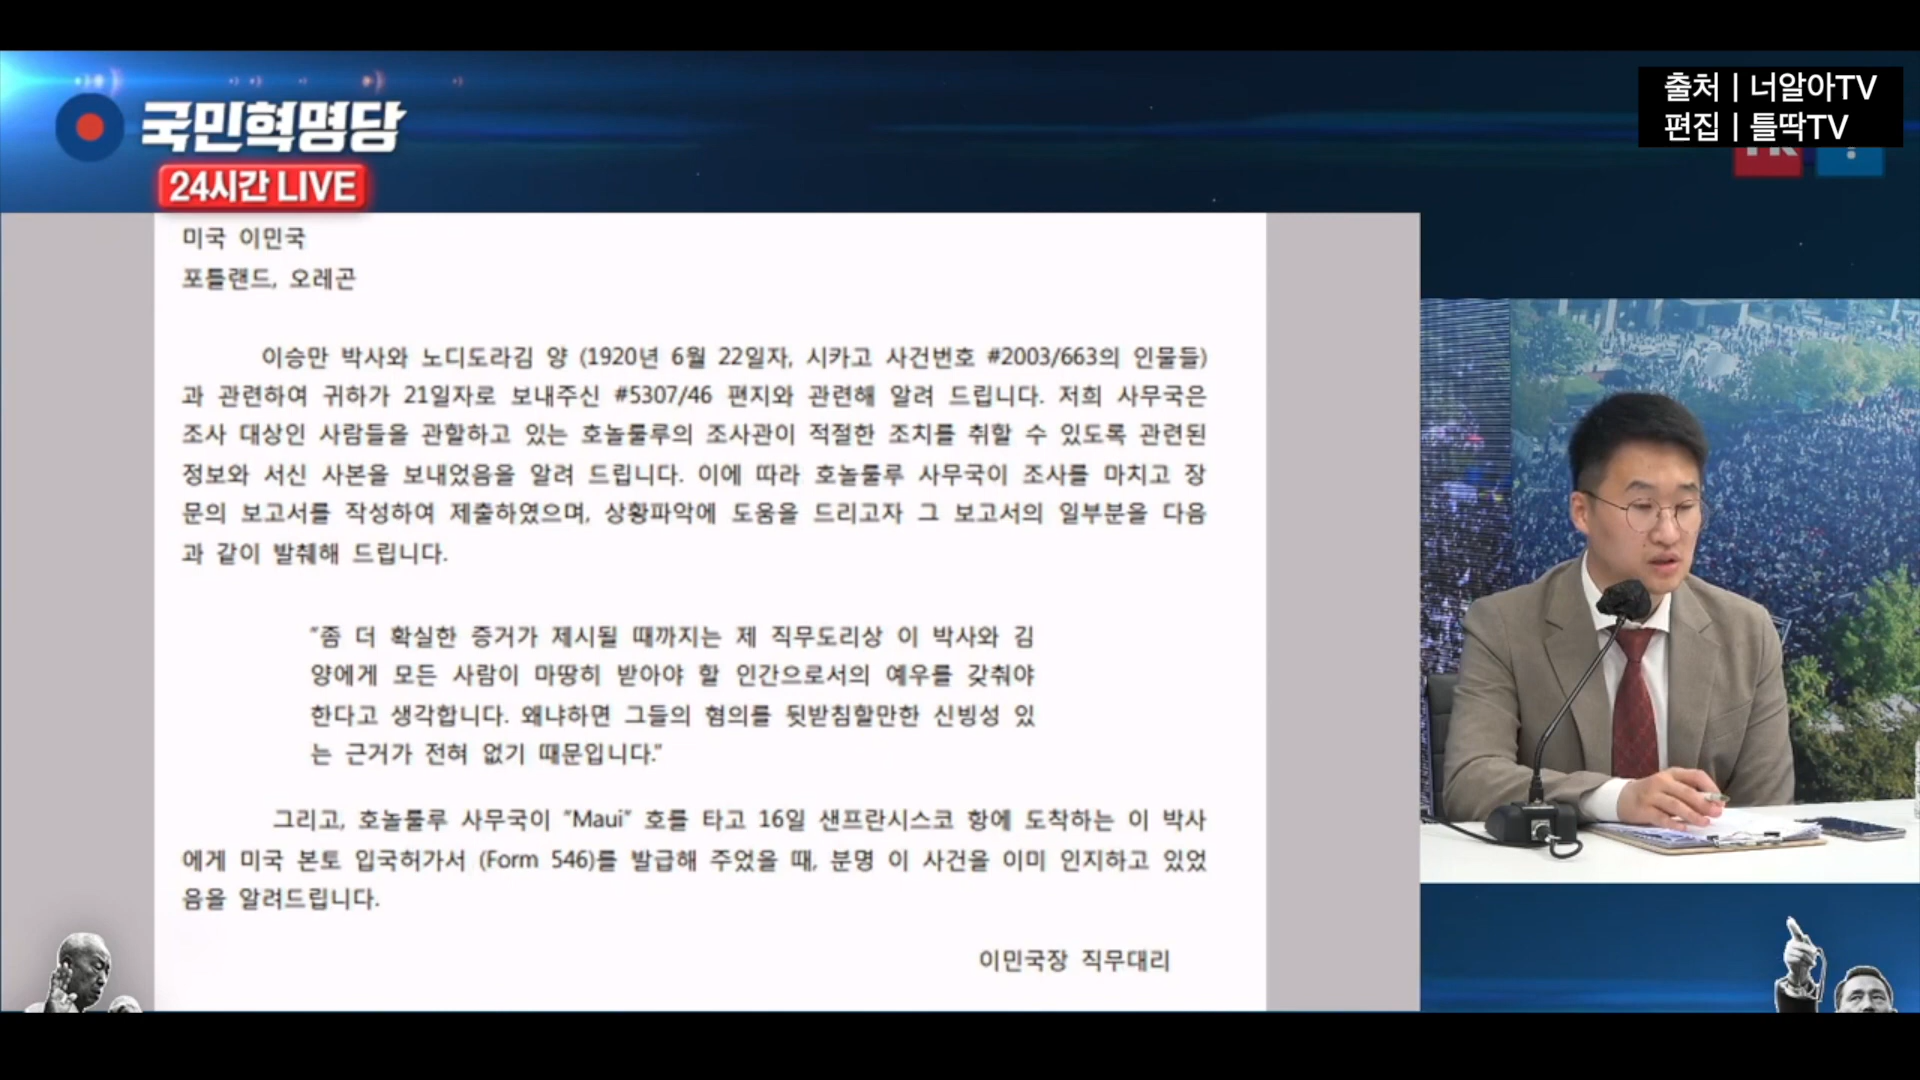 국민혁명당
24시간 LIVE
출처 | 너알아TV
편집 | 틀딱TV
미국 이민국
포틀랜드, 오레곤
이승만 박사와 노디도라김 양 (1920년 6월 22일자, 시카고 사건번호 #2003/663의 인물들)
과 관련하여 귀하가 21일자로 보내주신 #5307/46 편지와 관련해 알려 드립니다. 저희 사무국은
조사 대상인 사람들을 관할하고 있는 호놀룰루의 조사관이 적절한 조치를 취할 수 있도록 관련된
정보와 서신 사본을 보내었음을 알려 드립니다. 이에 따라 호놀룰루 사무국이 조사를 마치고 장
문의 보고서를 작성하여 제출하였으며, 상황파악에 도움을 드리고자 그 보고서의 일부분을 다음
과 같이 발췌해 드립니다.
"좀 더 확실한 증거가 제시될 때까지는 제 직무도리상 이 박사와 김
양에게 모든 사람이 마땅히 받아야 할 인간으로서의 예우를 갖춰야
한다고 생각합니다. 왜냐하면 그들의 혐의를 뒷받침할만한 신빙성 있
는 근거가 전혀 없기 때문입니다."
그리고, 호놀룰루 사무국이 "Maui" 호를 타고 16일 샌프란시스코 항에 도착하는 이 박사
에게 미국 본토 입국허가서 (Form 546)를 발급해 주었을 때, 분명 이 사건을 이미 인지하고 있었
음을 알려드립니다.
이민국장 직무대리